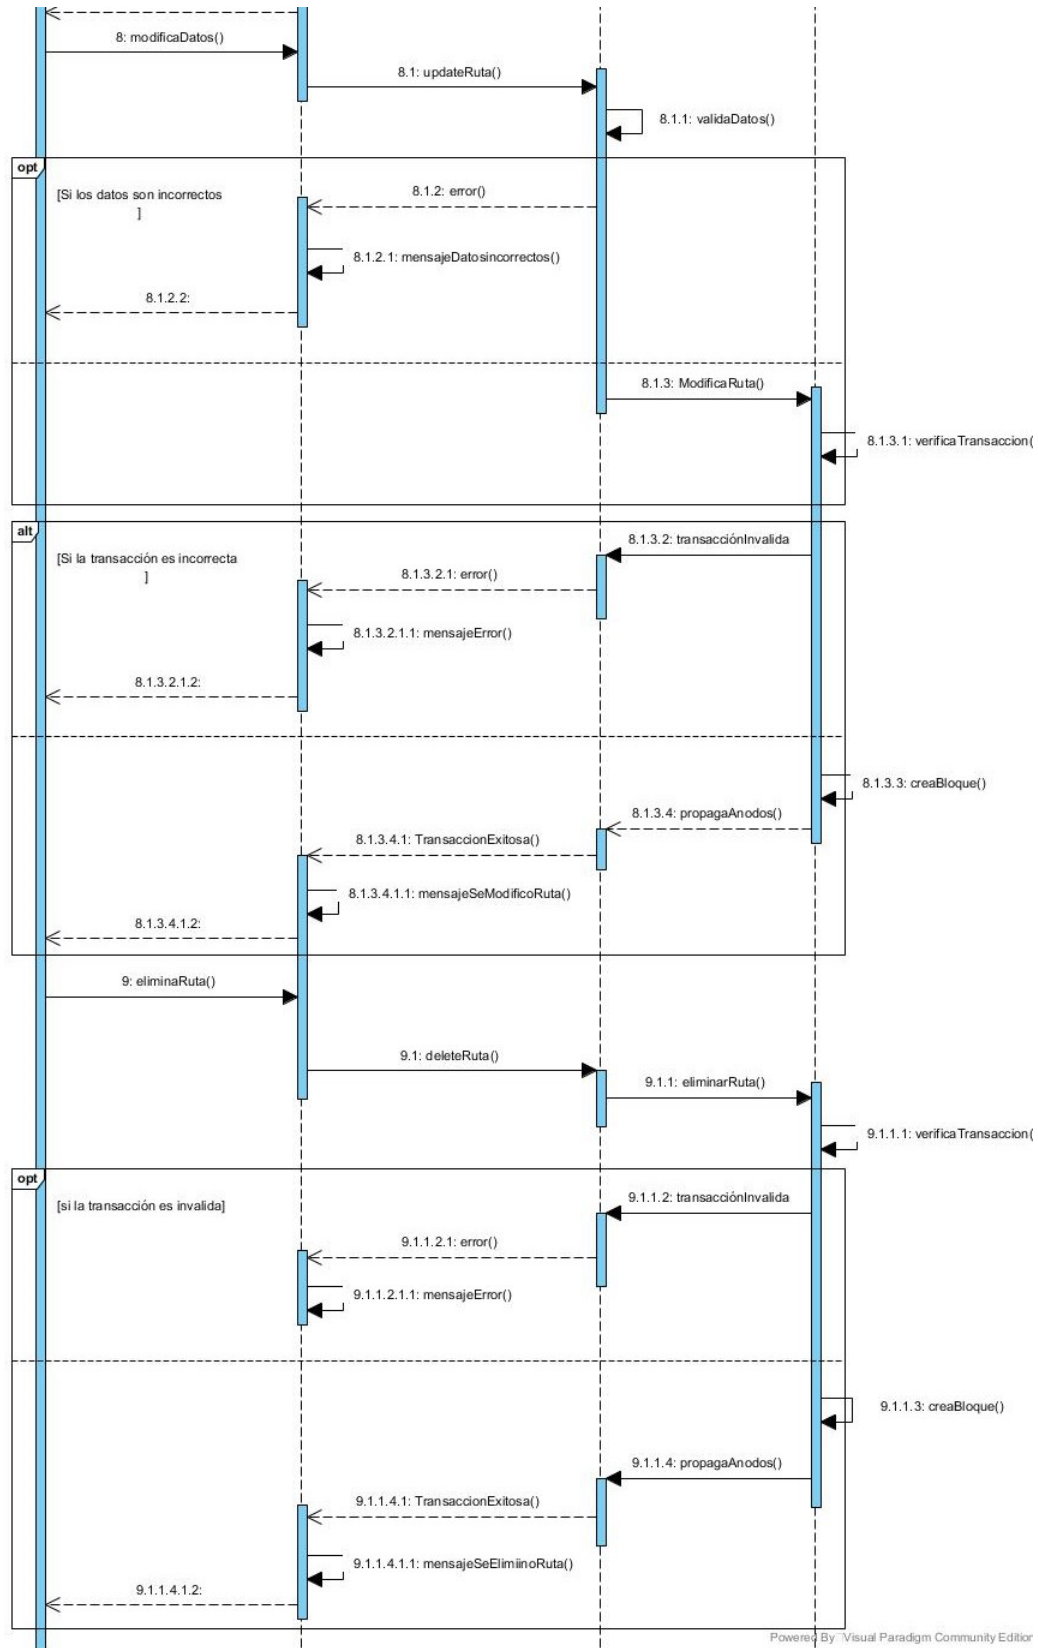 8: modificaDatos()
8.1: updateRuta()
8.1.1: validaDatos()
opt
[Si los datos son incorrectos
]
8.1.2: error()
8.1.2.1: mensajeDatosincorrectos()
8.1.2.2:
8.1.3: ModificaRuta()
8.1.3.1: verificaTransaccion(
alt
[Si la transacción es incorrecta
]
8.1.3.2: transacciónInvalida
8.1.3.2.1: error()
8.1.3.2.1.1: mensajeError()
8.1.3.2.1.2:
8.1.3.3: creaBloque()
8.1.3.4: propagaAnodos()
8.1.3.4.1: TransaccionExitosa()
8.1.3.4.1.1: mensajeSeModificoRuta()
8.1.3.4.1.2:
9: eliminaRuta()
9.1: deleteRuta()
9.1.1: eliminarRuta()
9.1.1.1: verificaTransaccion(
opt
[si la transacción es invalida]
9.1.1.2: transacciónInvalida
9.1.1.2.1: error()
9.1.1.2.1.1: mensajeError()
9.1.1.3: creaBloque()
9.1.1.4: propagaAnodos()
9.1.1.4.1: TransaccionExitosa()
9.1.1.4.1.1: mensajeSeElimiinoRuta()
9.1.1.4.1.2:
Powered By Visual Paradigm Community Edition